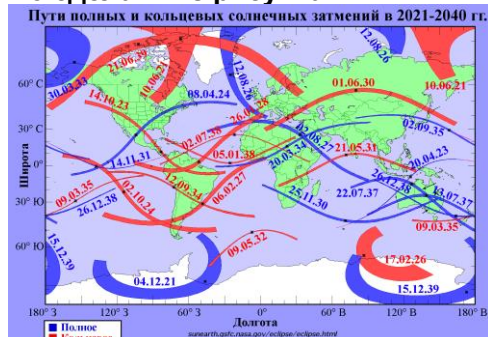 Пути полных и кольцевых солнечных затмений в 2021-2040 гг.
21.06.39
12.08.26
30.03.33
10.06.21
12.08.26
01.06.30
10.06.21
14.10.23
08.04.24
26.01.28
02.07.38
02.08.27
02.09.35
14.11.31
05.01.38
20.03.34
21.05.31
20.04.23
09.03.35
12.09.34
26.12.38
26.12.38
02.10.24
06.02.27
25.11.30
22.07.37
13.07.37
09.03.35
15.12.39
04.12.21
09.05.32
17.02.26
15.12.39
60° С
30° С
0°
30° Ю
60° Ю
Широта
180° З
120° З
60° З
0°
60° В
120° В
180° В
Долгота
Полное
sunearth.gsfc.nasa.gov/eclipse/eclipse.html